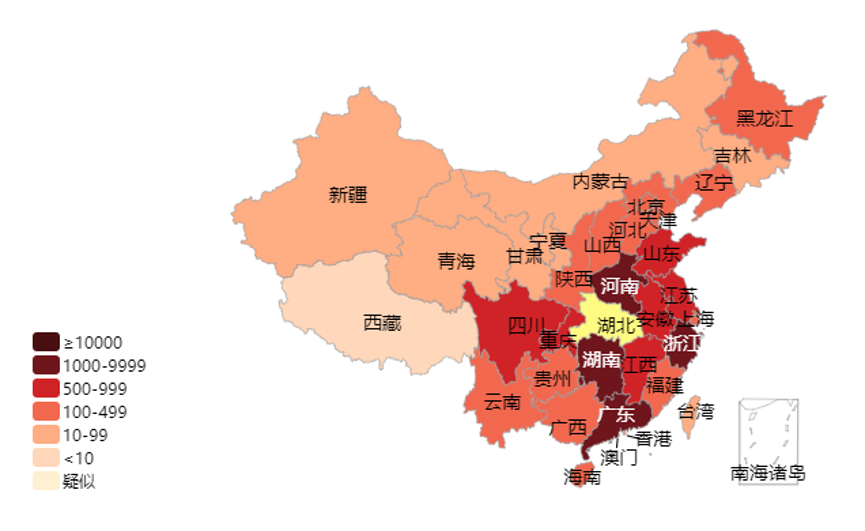 黑龙江
吉林
辽宁
内蒙古
新疆
北京
天津
河北
宁夏
山西
山东
甘肃
青海
陕西
河南
江苏
西藏
四川
湖北
安徽
上海
重庆
浙江
湖南
江西
贵州
福建
云南
广东
台湾
广西
香港
澳门
海南
南海诸岛
≥10000
1000-9999
500-999
100-499
10-99
<10
疑似